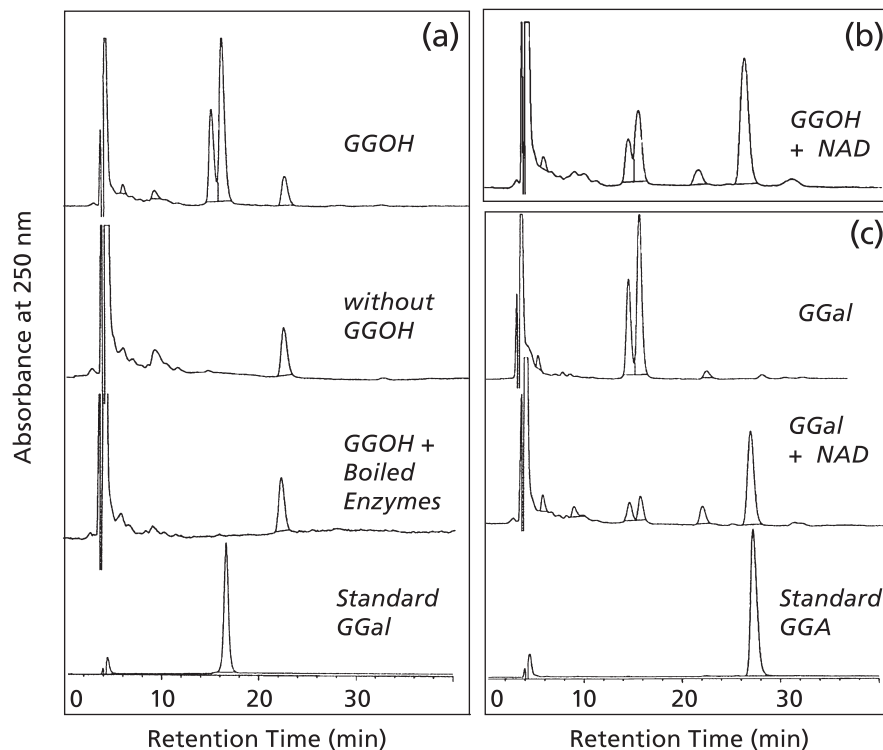 Absorbance at 250 nm
(a)
GGOH
without
GGOH
GGOH +
Boiled
Enzymes
Standard
GGal
0 10 20 30
Retention Time (min)
(b)
GGOH
+ NAD
(c)
GGal
GGal
+ NAD
Standard
GGA
0 10 20 30
Retention Time (min)